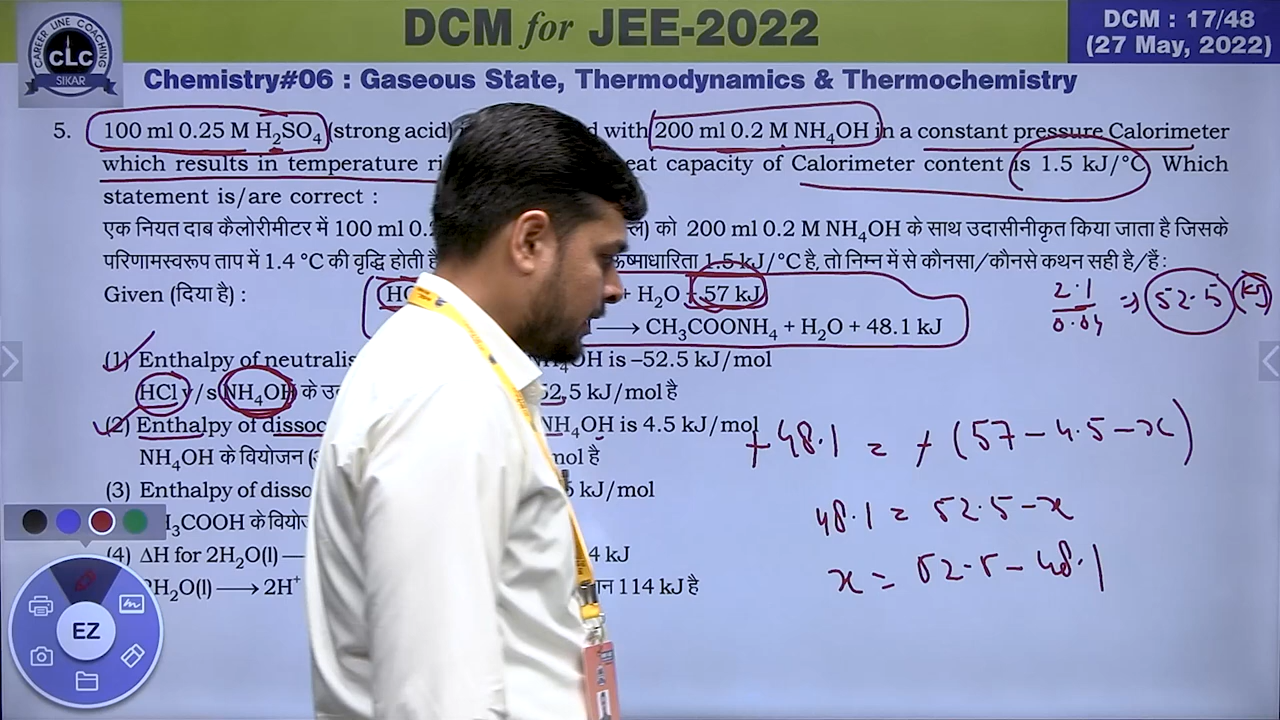 DCM for JEE-2022
DCM : 17/48
(27 May, 2022)
CAREER LINE COACHING
CLC
SIKAR
Chemistry#06 : Gaseous State, Thermodynamics & Thermochemistry
5. 100 ml 0.25 M H₂SO₄ (strong acid) d with 200 ml 0.2 M NH₄OH in a constant pressure Calorimeter
which results in temperature ri eat capacity of Calorimeter content is 1.5 kJ/°C Which
statement is/are correct :
एक नियत दाब कैलोरीमीटर में 100 ml 0. ल) को 200 ml 0.2 M NH₄OH के साथ उदासीनीकृत किया जाता है जिसके
परिणामस्वरूप ताप में 1.4 °C की वृद्धि होती है ऊष्माधारिता 1.5 kJ/°C है, तो निम्न में से कौनसा/कौनसे कथन सही है/हैं :
Given (दिया है) : HC + H₂O + 57 kJ
⟶ CH₃COONH₄ + H₂O + 48.1 kJ
2.1
0.04
⇒ 52.5 kJ
(1) Enthalpy of neutralis NH₄OH is –52.5 kJ/mol
HCl v/s NH₄OH के उ 52.5 kJ/mol है
(2) Enthalpy of dissoc NH₄OH is 4.5 kJ/mol
NH₄OH के वियोजन mol है
(3) Enthalpy of disso kJ/mol
H₃COOH के वियो
(4) ΔH for 2H₂O(l) — 4 kJ
H₂O(l) ⟶ 2H⁺ मान 114 kJ है
+48.1 = +(57 – 4.5 – x)
48.1 = 52.5 – x
x = 52.5 – 48.1
EZ